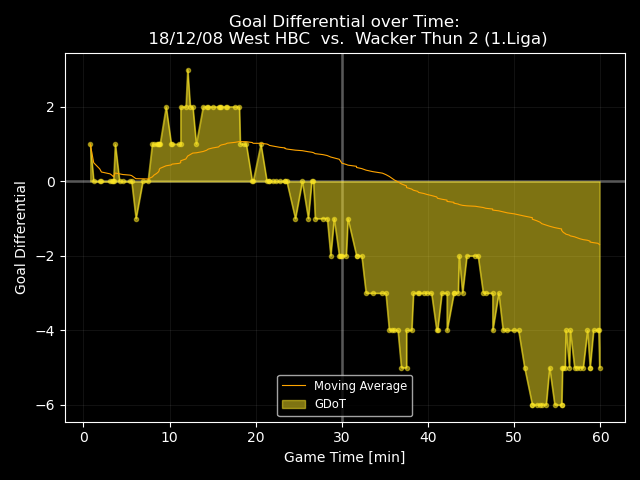 Goal Differential over Time:
18/12/08 West HBC  vs.  Wacker Thun 2 (1.Liga)
Goal Differential
2
0
−2
−4
−6
Moving Average
GDoT
0 10 20 30 40 50 60
Game Time [min]